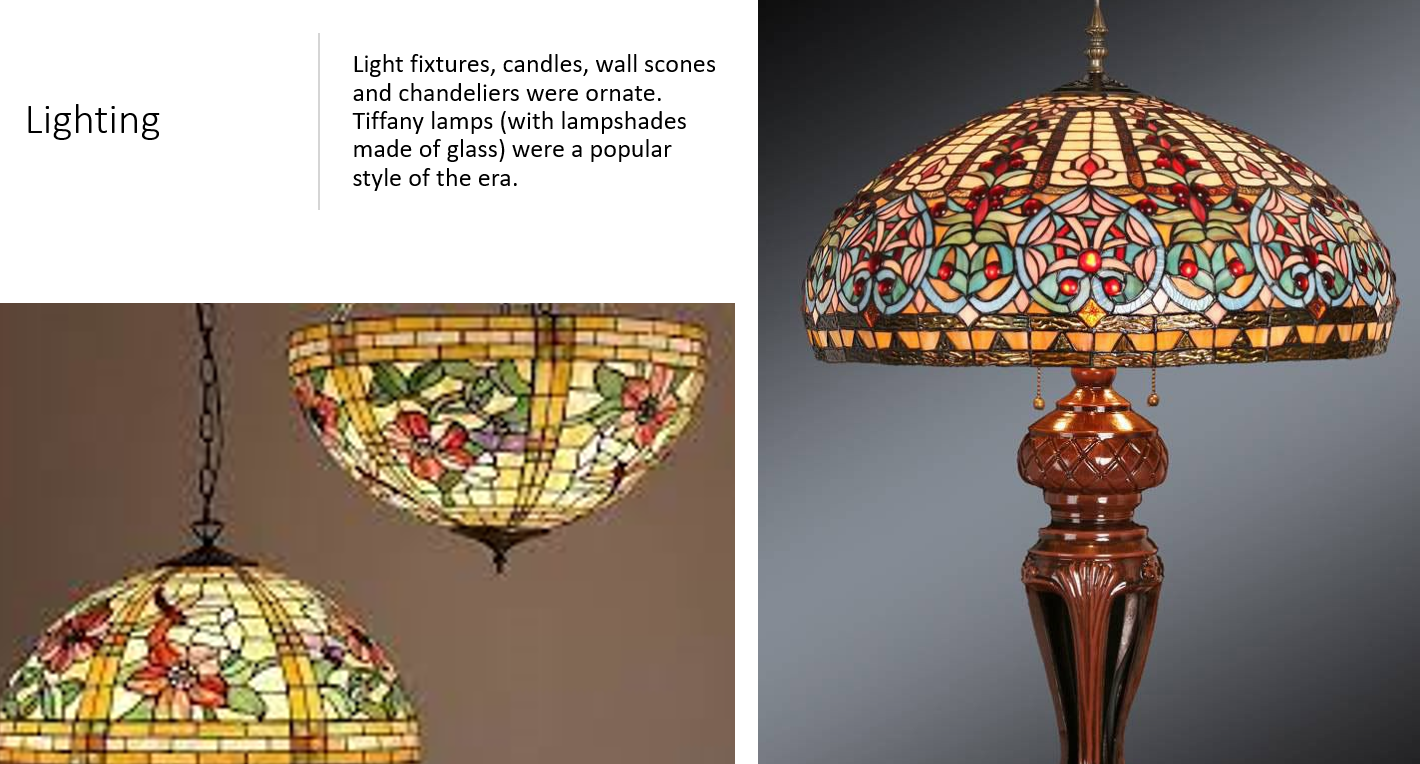 Lighting
Light fixtures, candles, wall scones
and chandeliers were ornate.
Tiffany lamps (with lampshades
made of glass) were a popular
style of the era.